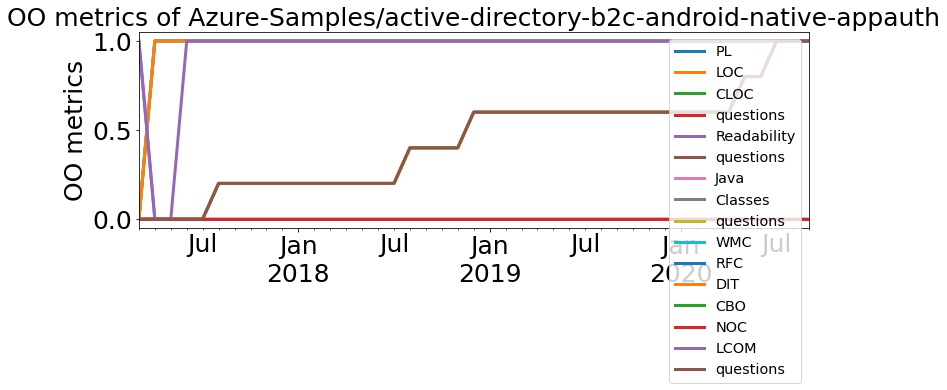 OO metrics of Azure-Samples/active-directory-b2c-android-native-appauth
OO metrics
1.0
0.5
0.0
Jul
Jan
2018
Jul
Jan
2019
Jul
Jan
2020
Jul
PL
LOC
CLOC
questions
Readability
questions
Java
Classes
questions
WMC
RFC
DIT
CBO
NOC
LCOM
questions